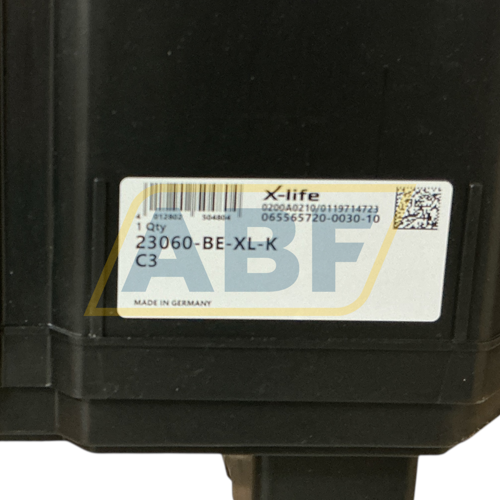 X-life
0200A0210/0119714723
065565720-0030-10
4 012802 504804
1 Qty
23060-BE-XL-K
C3
MADE IN GERMANY
ABF